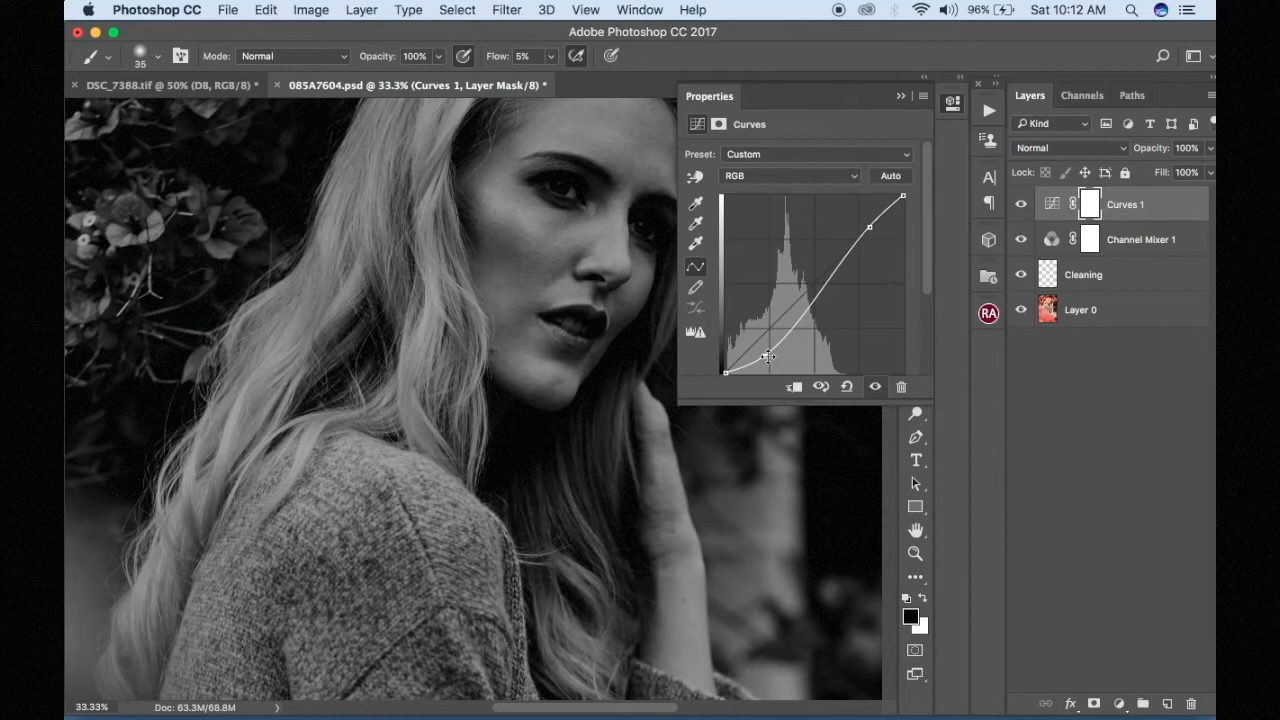 Photoshop CC File Edit Image Layer Type Select Filter 3D View Window Help 96% Sat 10:12 AM
Adobe Photoshop CC 2017
35 Mode: Normal Opacity: 100% Flow: 5%
DSC_7388.tif @ 50% (DB, RGB/8) * 085A7604.psd @ 33.3% (Curves 1, Layer Mask/8) *
Properties
Curves
Preset: Custom
RGB Auto
A
RA
Layers Channels Paths
Kind T
Normal Opacity: 100%
Lock: Fill: 100%
Curves 1
Channel Mixer 1
Cleaning
Layer 0
T
fx
33.33% Doc: 63.3M/68.8M